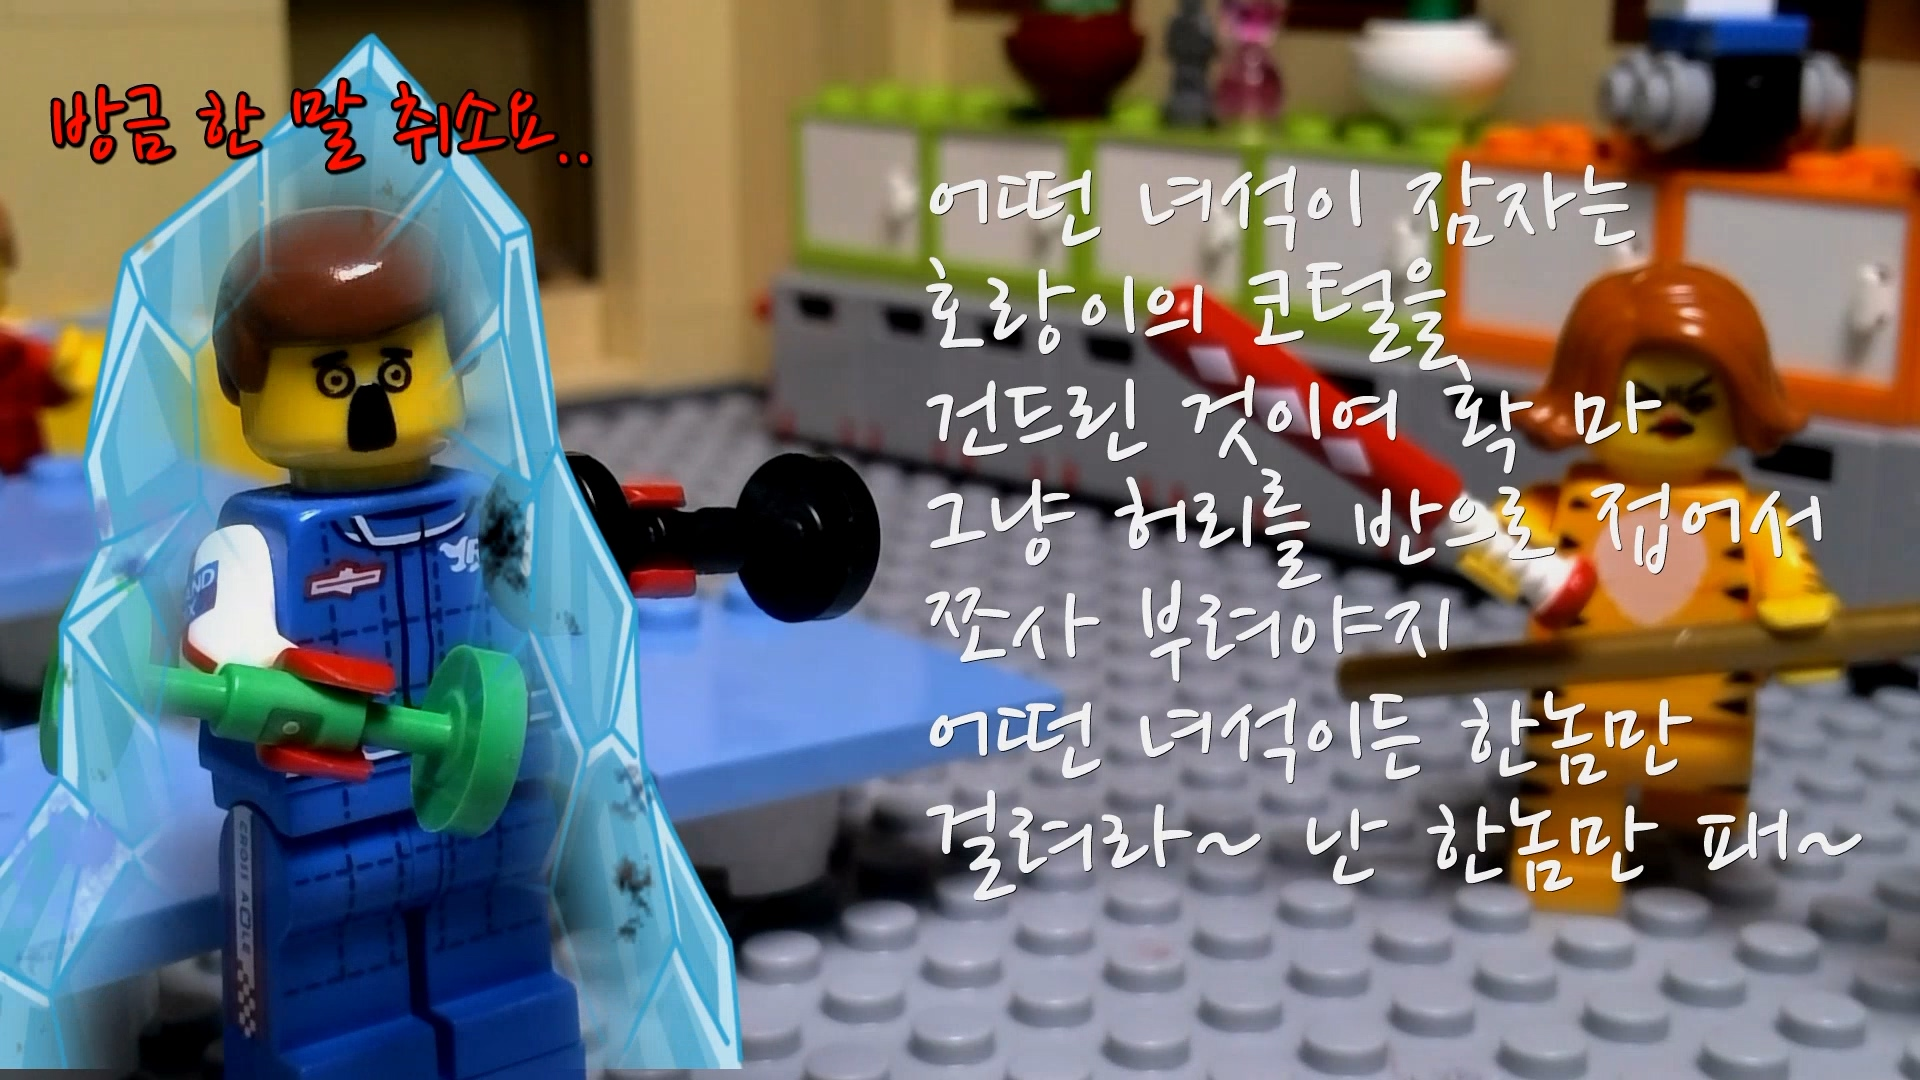 방금 한 말 취소요..
어떤 녀석이 잠자는
호랑이의 코털을
건드린 것이여 확 마
그냥 허리를 반으로 접어서
쪼사 부려야지
어떤 녀석이든 한놈만
걸려라~ 난 한놈만 패~
AND
CROSS